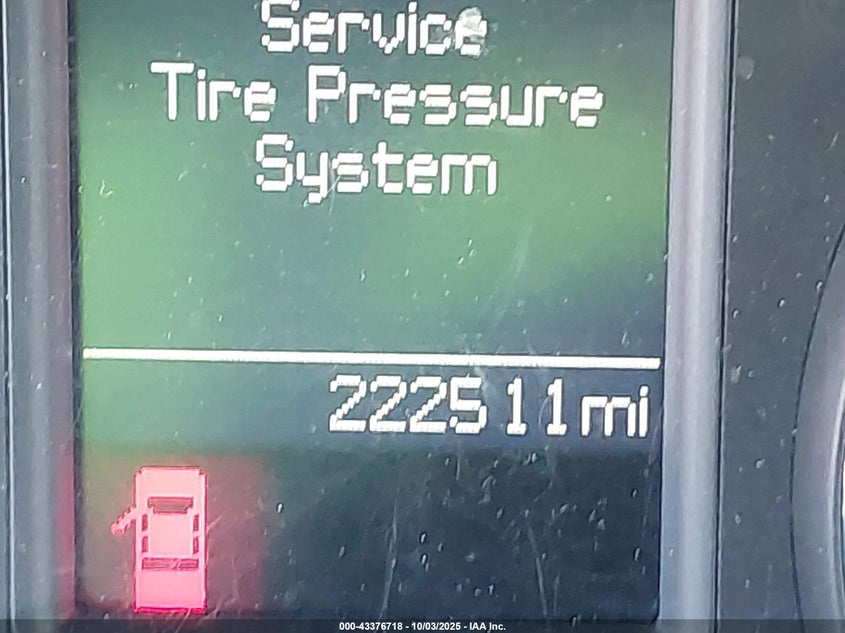 Service
Tire Pressure
System
222511mi
000-43376718 - 10/03/2025 - IAA Inc.